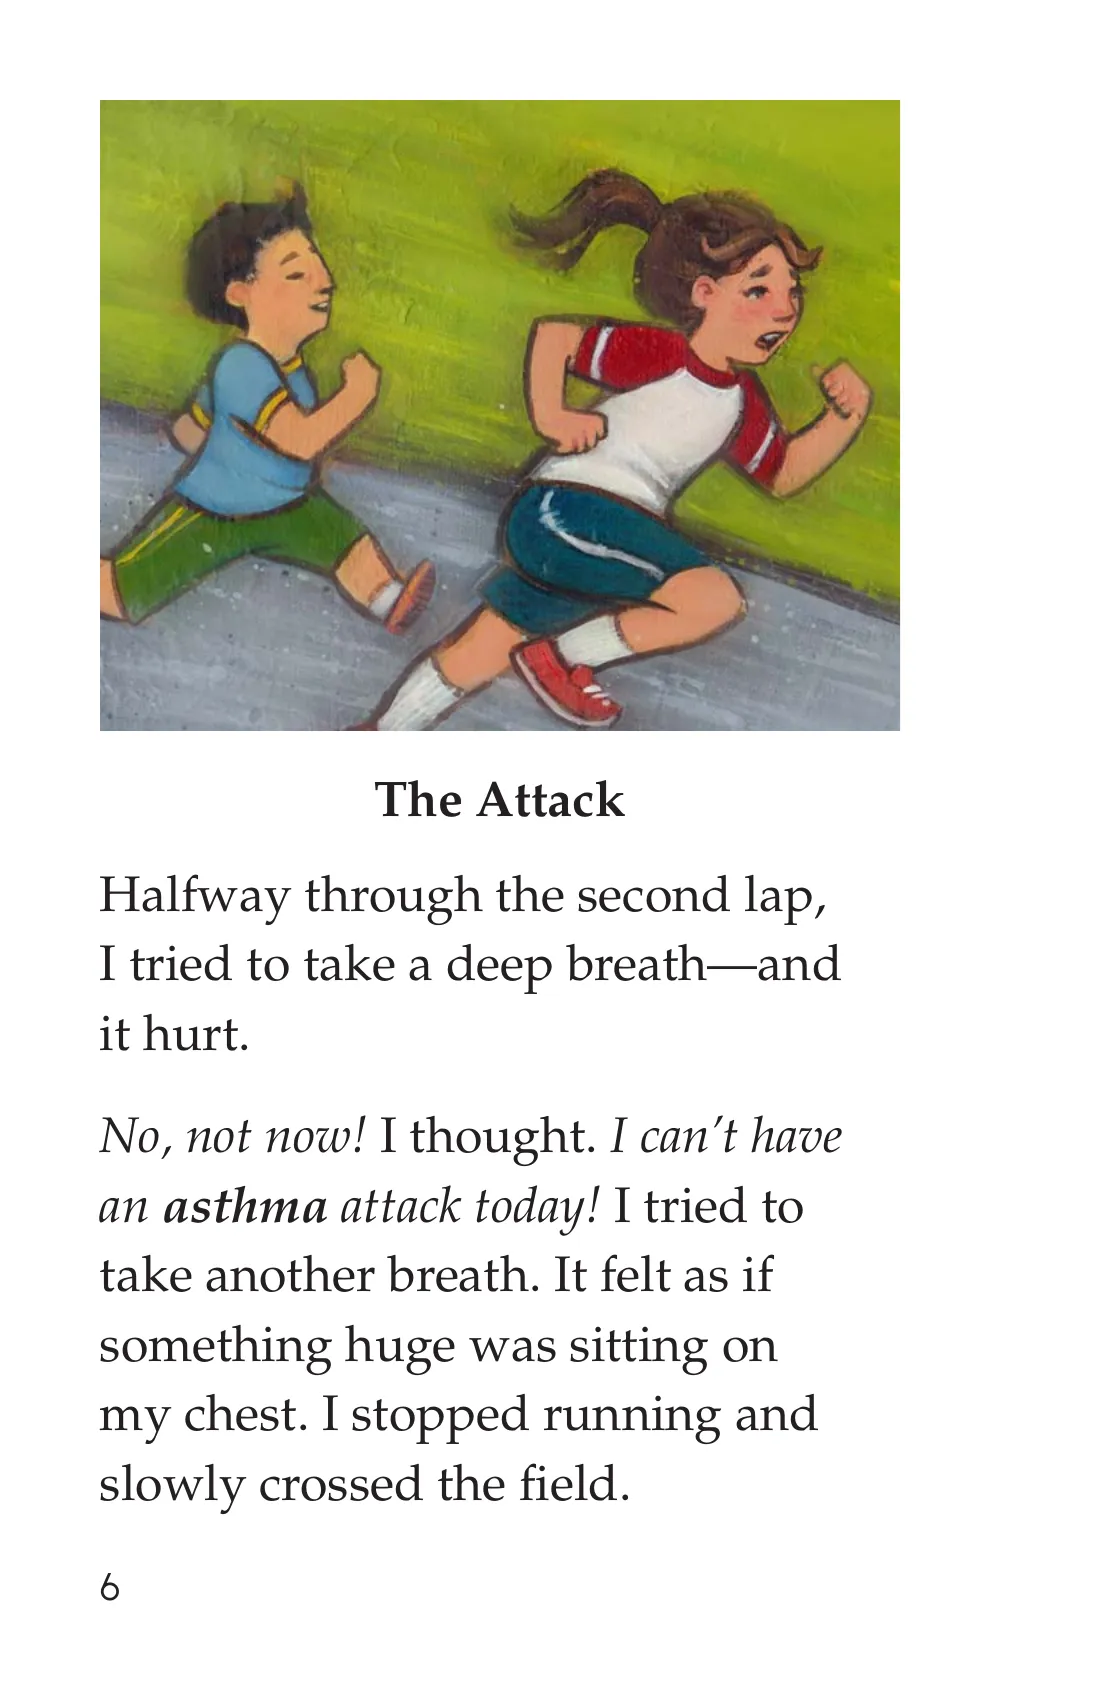 The Attack
Halfway through the second lap,
I tried to take a deep breath—and
it hurt.
No, not now! I thought. I can’t have
an asthma attack today! I tried to
take another breath. It felt as if
something huge was sitting on
my chest. I stopped running and
slowly crossed the field.
6